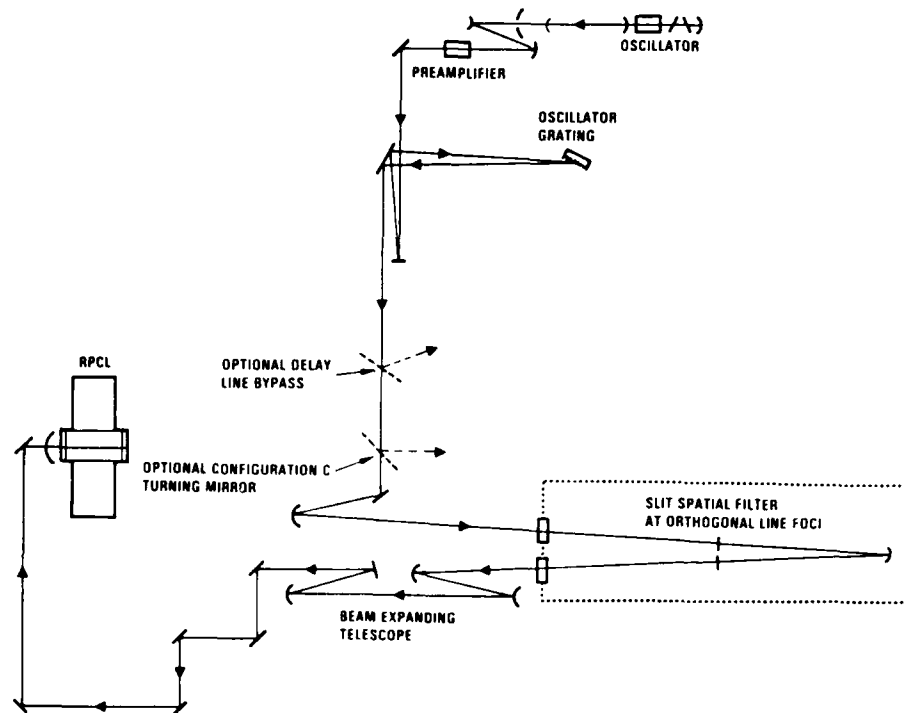 OSCILLATOR
PREAMPLIFIER
OSCILLATOR
GRATING
OPTIONAL DELAY
LINE BYPASS
RPCL
OPTIONAL CONFIGURATION C
TURNING MIRROR
SLIT SPATIAL FILTER
AT ORTHOGONAL LINE FOCI
BEAM EXPANDING
TELESCOPE